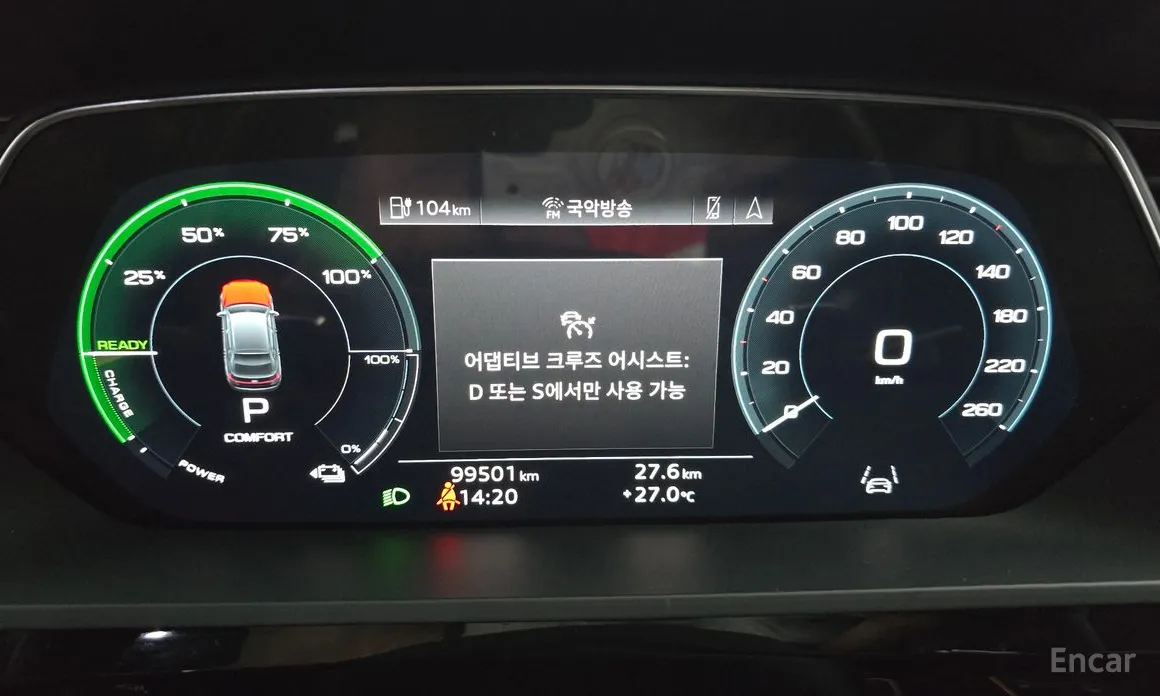 104km
FM 국악방송
50% 75%
25% 100%
READY
CHARGE
100%
P
COMFORT
0%
POWER
어댑티브 크루즈 어시스트:
D 또는 S에서만 사용 가능
99501 km 27.6 km
14:20 +27.0°C
0 20 40 60 80 100 120 140 180 220 260
0
km/h
Encar